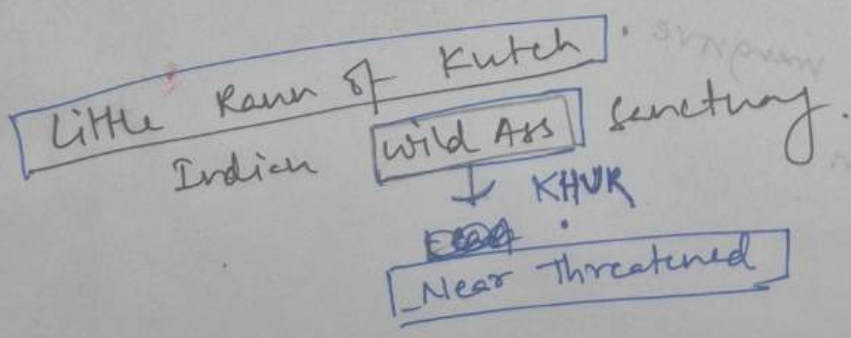 Little Rann of Kutch.
Indian Wild Ass Sanctuary.
↓ KHUR
Near Threatened